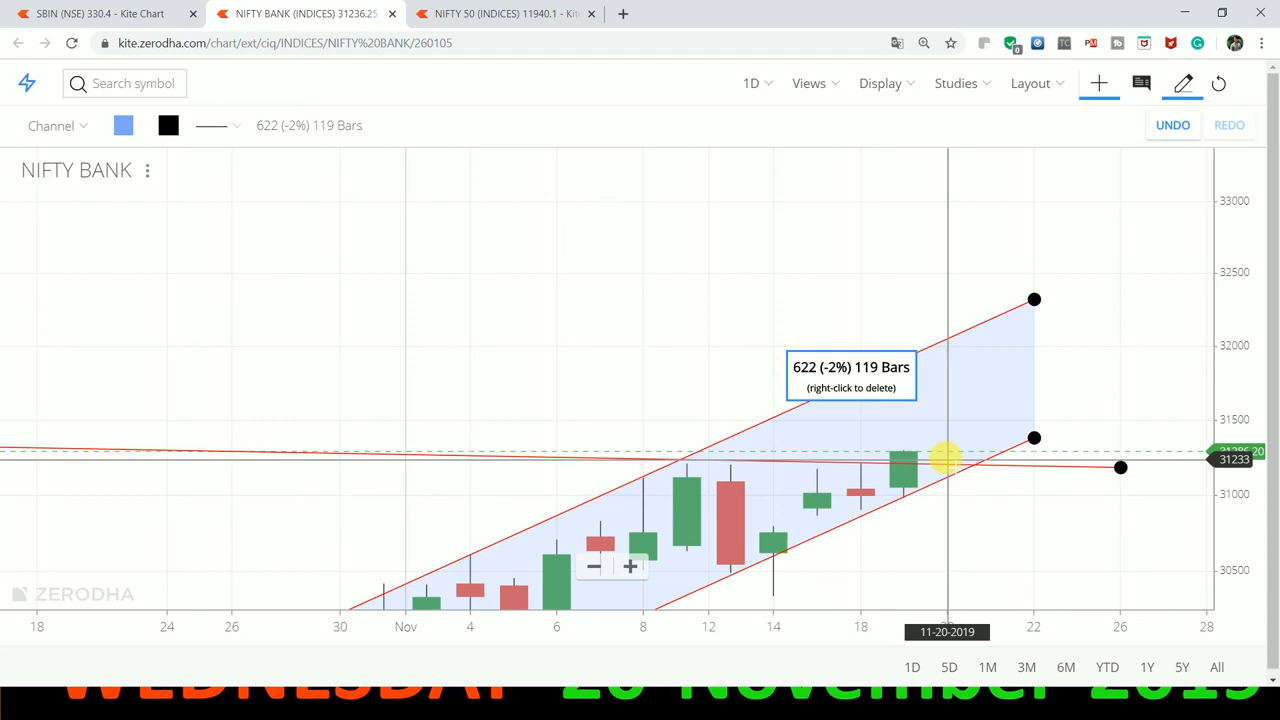 SBIN (NSE) 330.4 - Kite Chart
NIFTY BANK (INDICES) 31236.25
NIFTY 50 (INDICES) 11940.1 - Kit
kite.zerodha.com/chart/ext/ciq/INDICES/NIFTY%20BANK/260105
Search symbol
1D Views Display Studies Layout
Channel 622 (-2%) 119 Bars UNDO REDO
NIFTY BANK
33000
32500
32000
622 (-2%) 119 Bars
(right-click to delete)
31500
31233
31000
30500
ZERODHA
18 24 26 30 Nov 4 6 8 12 14 18 22 26 28
11-20-2019
1D 5D 1M 3M 6M YTD 1Y 5Y All
WEDNESDAY 20 November 2019